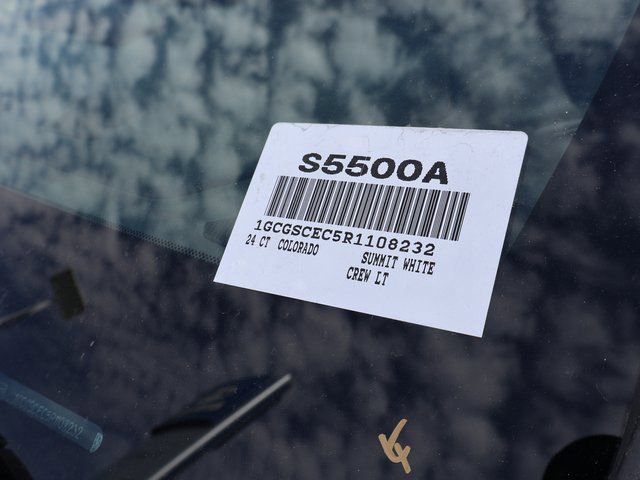 S5500A
1GCGSCEC5R1108232
24 CT COLORADO SUMMIT WHITE
CREW LT